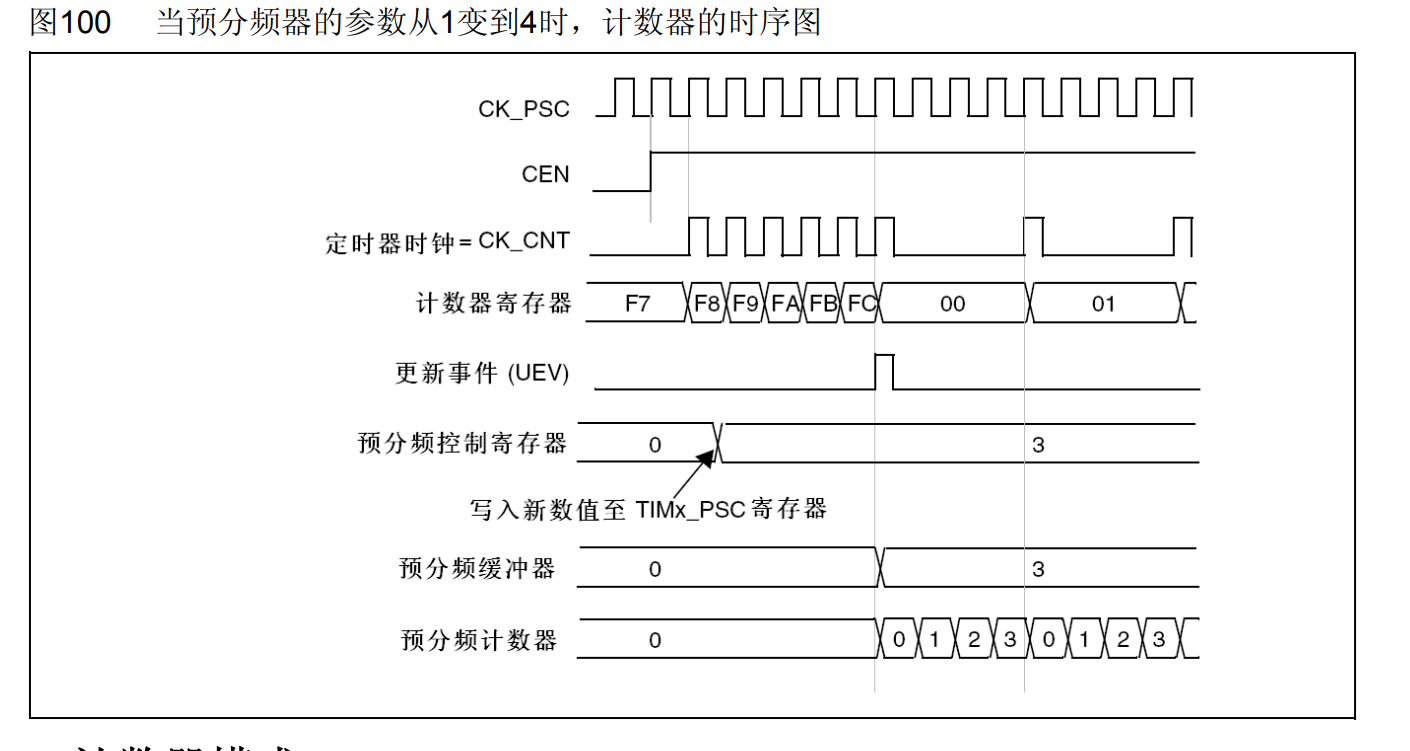 图100 当预分频器的参数从1变到4时，计数器的时序图
CK_PSC
CEN
定时器时钟= CK_CNT
计数器寄存器 F7 F8 F9 FA FB FC 00 01
更新事件 (UEV)
预分频控制寄存器 0 3
写入新数值至 TIMx_PSC 寄存器
预分频缓冲器 0 3
预分频计数器 0 0 1 2 3 0 1 2 3